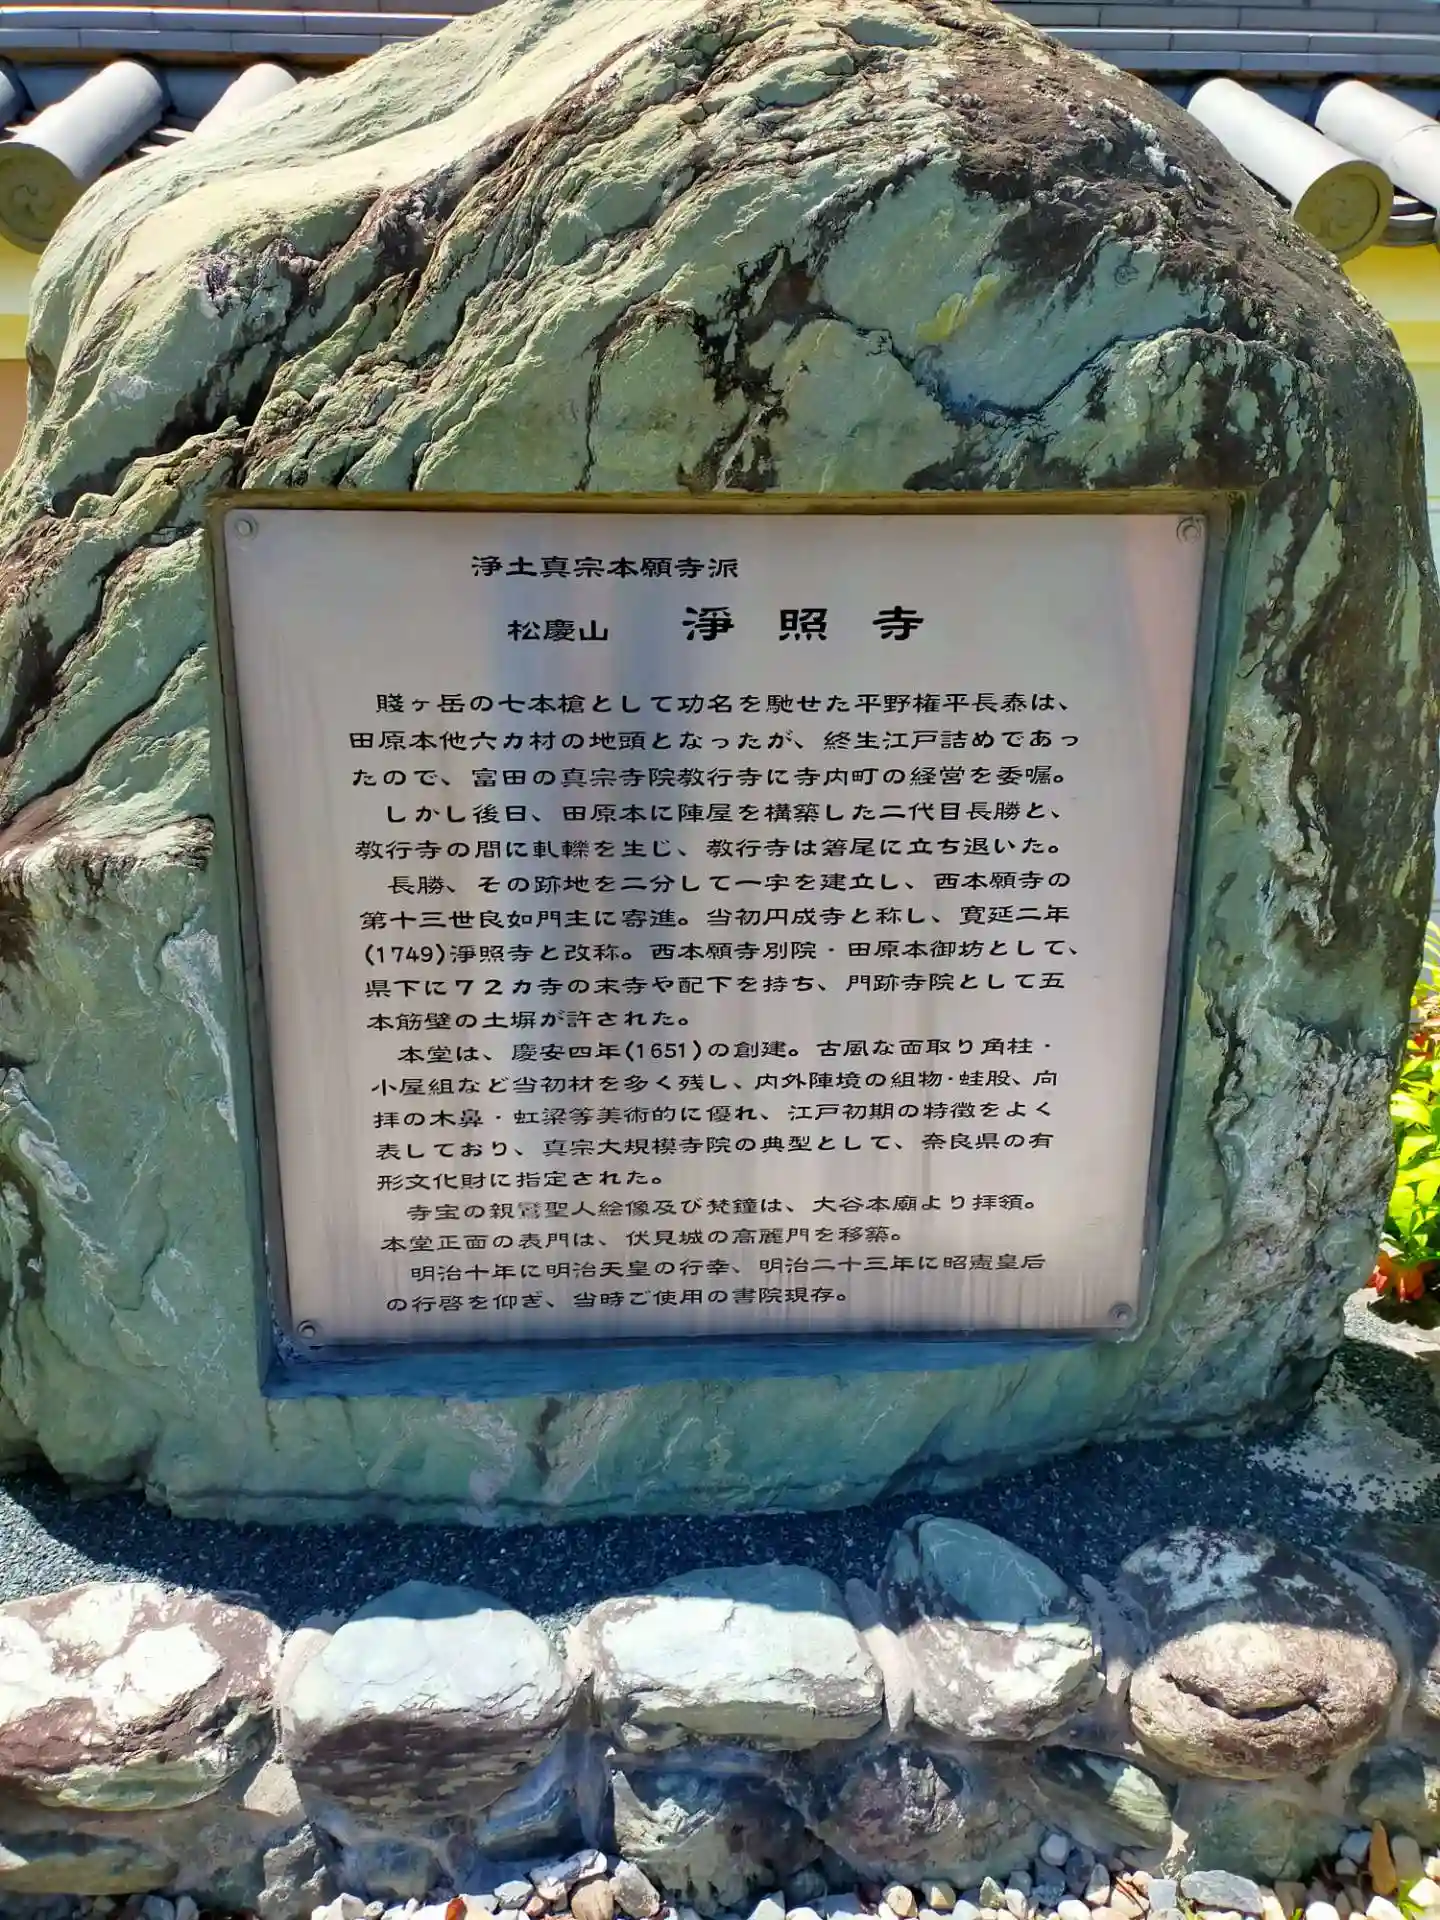 浄土真宗本願寺派
松慶山　淨照寺
賤ヶ岳の七本槍として功名を馳せた平野権平長泰は、
田原本他六カ村の地頭となったが、終生江戸詰めであっ
たので、富田の真宗寺院教行寺に寺内町の経営を委嘱。
しかし後日、田原本に陣屋を構築した二代目長勝と、
教行寺の間に軋轢を生じ、教行寺は箸尾に立ち退いた。
長勝、その跡地を二分して一宇を建立し、西本願寺の
第十三世良如門主に寄進。当初円成寺と称し、寛延二年
(1749)淨照寺と改称。西本願寺別院・田原本御坊として、
県下に７２カ寺の末寺や配下を持ち、門跡寺院として五
本筋壁の土塀が許された。
本堂は、慶安四年(1651)の創建。古風な面取り角柱・
小屋組など当初材を多く残し、内外陣境の組物・蛙股、向
拝の木鼻・虹梁等美術的に優れ、江戸初期の特徴をよく
表しており、真宗大規模寺院の典型として、奈良県の有
形文化財に指定された。
寺宝の親鸞聖人絵像及び梵鐘は、大谷本廟より拝領。
本堂正面の表門は、伏見城の高麗門を移築。
明治十年に明治天皇の行幸、明治二十三年に昭憲皇后
の行啓を仰ぎ、当時ご使用の書院現存。